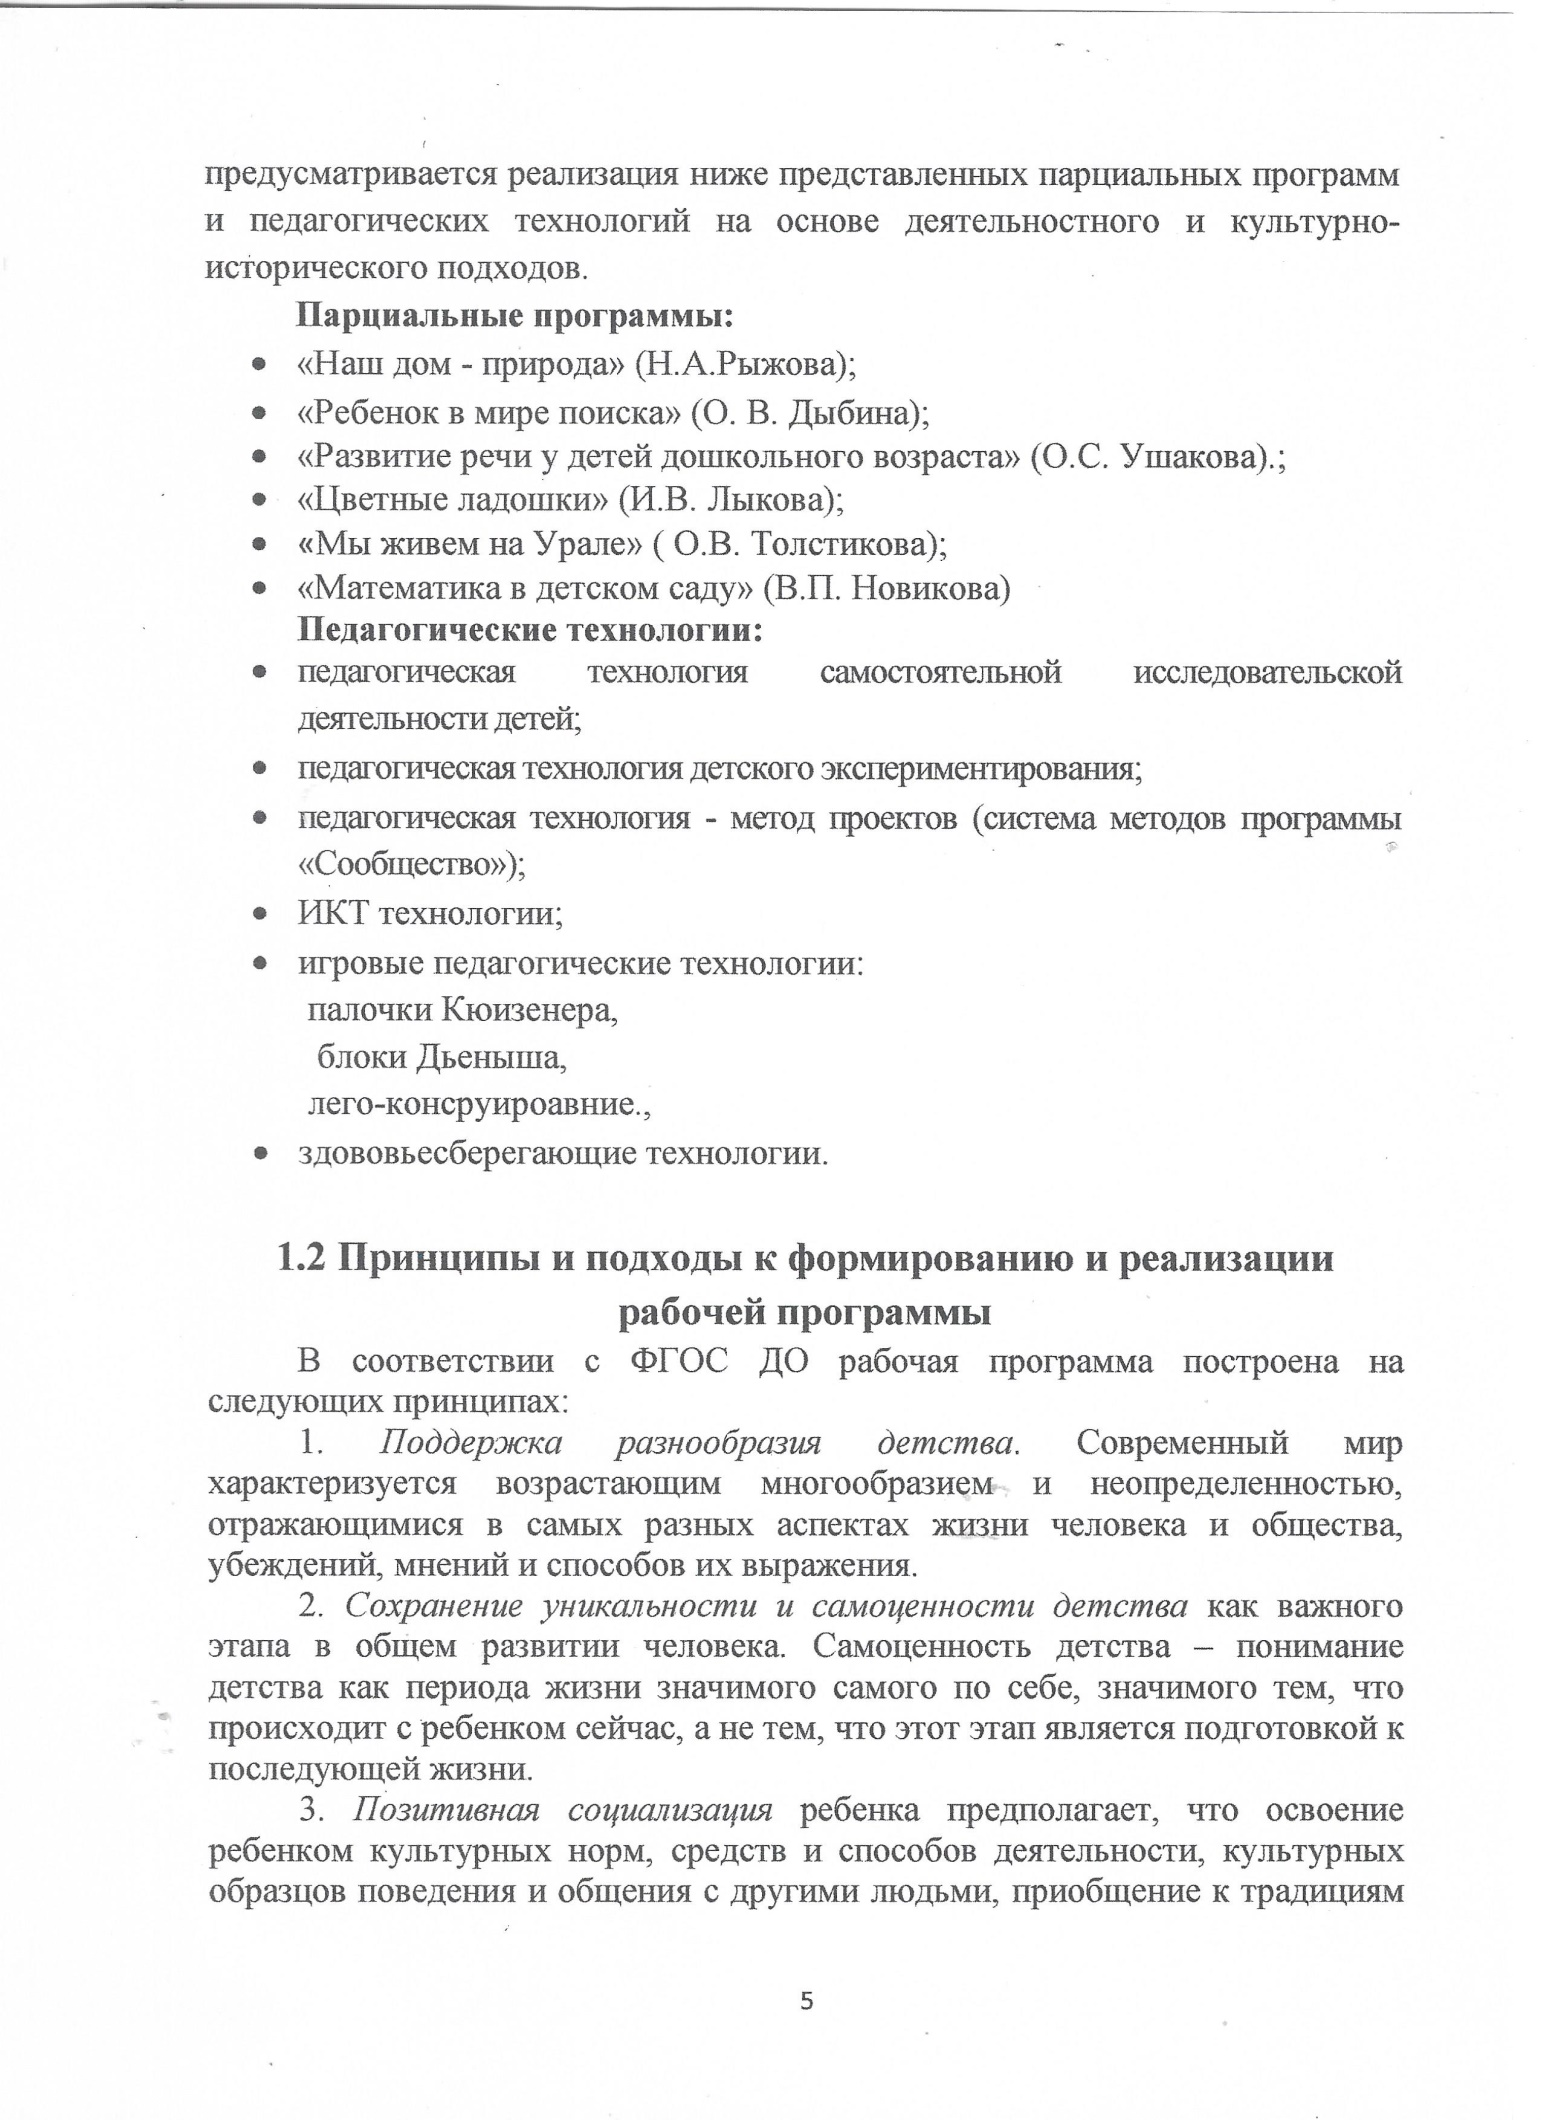 предусматривается реализация ниже представленных парциальных программ
и педагогических технологий на основе деятельностного и культурно-
исторического подходов.
Парциальные программы:
• «Наш дом - природа» (Н.А.Рыжова);
• «Ребенок в мире поиска» (О. В. Дыбина);
• «Развитие речи у детей дошкольного возраста» (О.С. Ушакова).;
• «Цветные ладошки» (И.В. Лыкова);
• «Мы живем на Урале» ( О.В. Толстикова);
• «Математика в детском саду» (В.П. Новикова)
Педагогические технологии:
• педагогическая технология самостоятельной исследовательской
деятельности детей;
• педагогическая технология детского экспериментирования;
• педагогическая технология - метод проектов (система методов программы
«Сообщество»);
• ИКТ технологии;
• игровые педагогические технологии:
палочки Кюизенера,
блоки Дьеныша,
лего-консруироавние.,
• здововьесберегающие технологии.
1.2 Принципы и подходы к формированию и реализации
рабочей программы
В соответствии с ФГОС ДО рабочая программа построена на
следующих принципах:
1. Поддержка разнообразия детства. Современный мир
характеризуется возрастающим многообразием и неопределенностью,
отражающимися в самых разных аспектах жизни человека и общества,
убеждений, мнений и способов их выражения.
2. Сохранение уникальности и самоценности детства как важного
этапа в общем развитии человека. Самоценность детства – понимание
детства как периода жизни значимого самого по себе, значимого тем, что
происходит с ребенком сейчас, а не тем, что этот этап является подготовкой к
последующей жизни.
3. Позитивная социализация ребенка предполагает, что освоение
ребенком культурных норм, средств и способов деятельности, культурных
образцов поведения и общения с другими людьми, приобщение к традициям
5